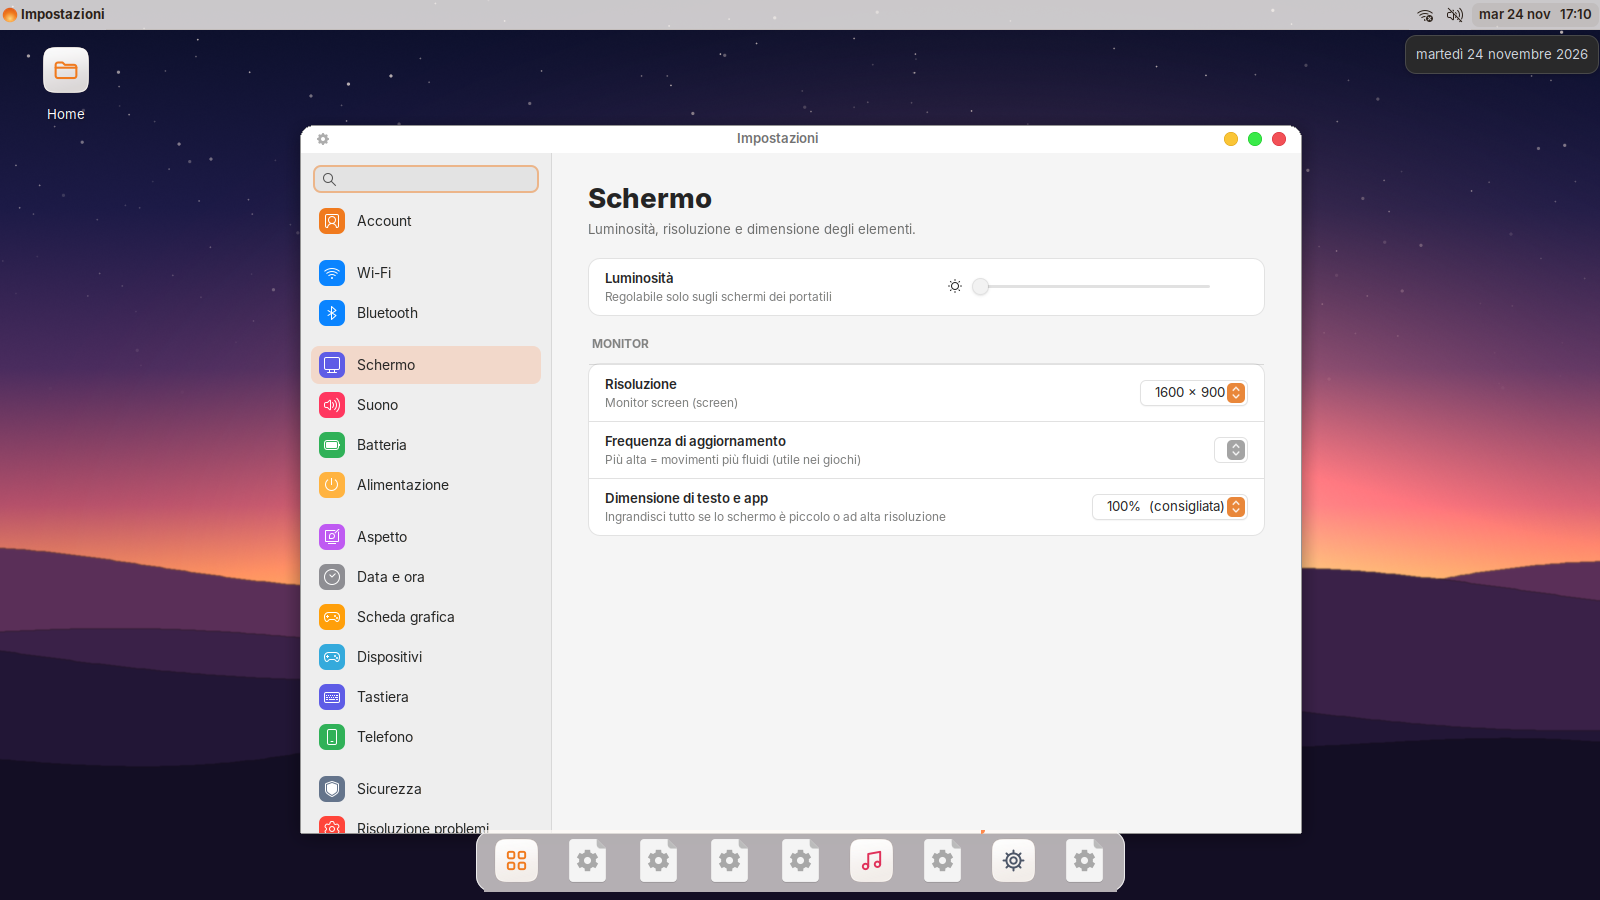 Impostazioni
mar 24 nov 17:10
martedì 24 novembre 2026
Home
Impostazioni
Account
Wi-Fi
Bluetooth
Schermo
Suono
Batteria
Alimentazione
Aspetto
Data e ora
Scheda grafica
Dispositivi
Tastiera
Telefono
Sicurezza
Risoluzione problemi
Schermo
Luminosità, risoluzione e dimensione degli elementi.
Luminosità
Regolabile solo sugli schermi dei portatili
MONITOR
Risoluzione
Monitor screen (screen)
1600 × 900
Frequenza di aggiornamento
Più alta = movimenti più fluidi (utile nei giochi)
Dimensione di testo e app
Ingrandisci tutto se lo schermo è piccolo o ad alta risoluzione
100% (consigliata)